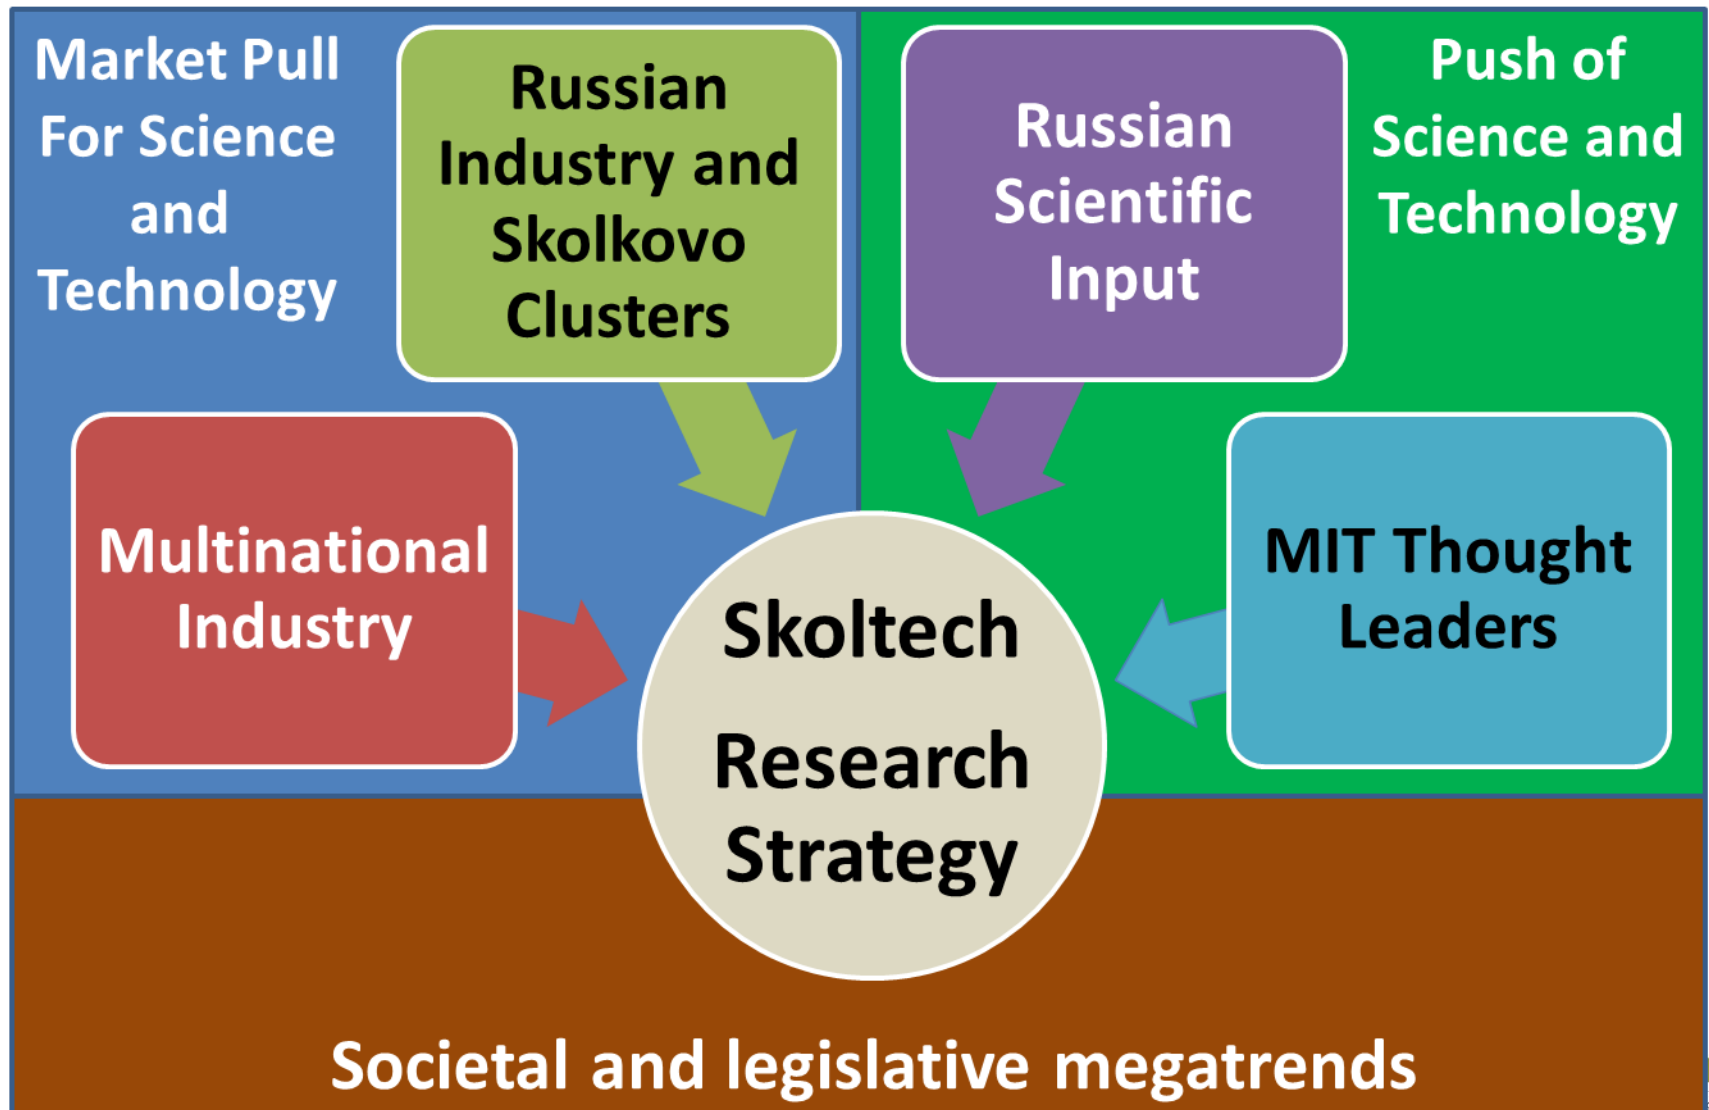 Market Pull
For Science
and
Technology
Russian
Industry and
Skolkovo
Clusters
Russian
Scientific
Input
Push of
Science and
Technology
Multinational
Industry
MIT Thought
Leaders
Skoltech
Research
Strategy
Societal and legislative megatrends